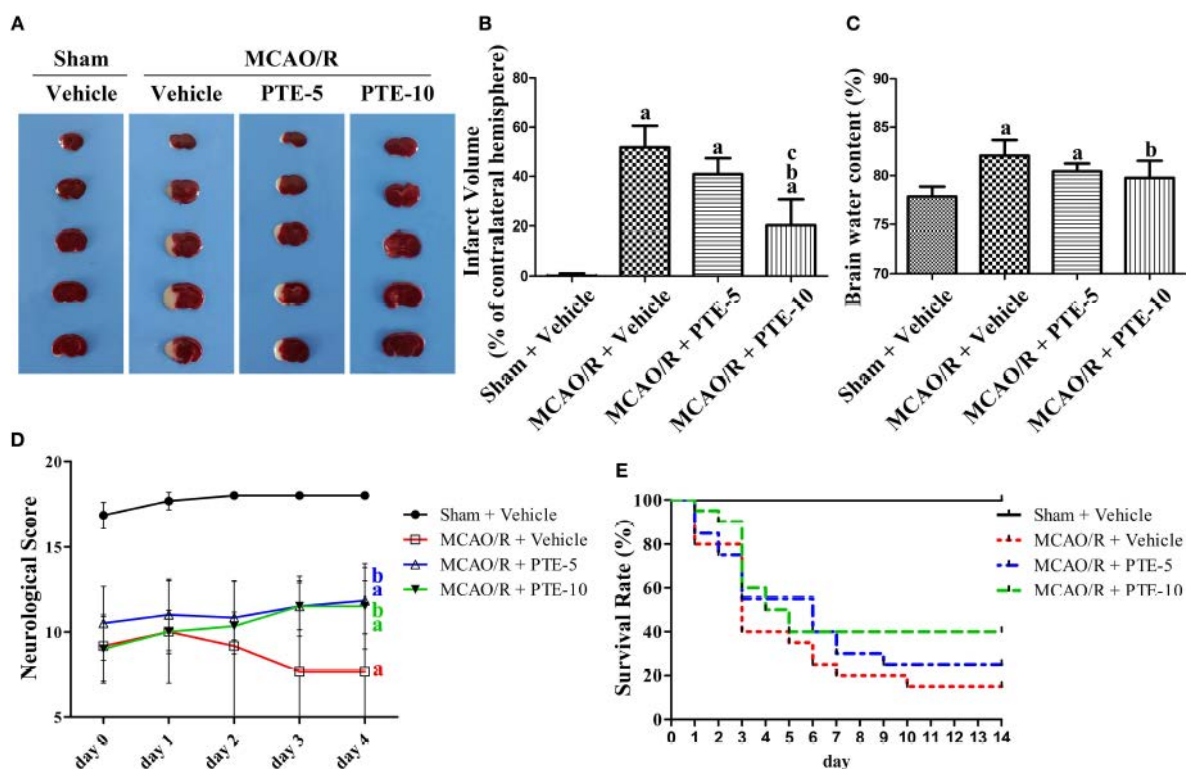 A
Sham
MCAO/R
Vehicle
Vehicle
PTE-5
PTE-10
B
Infarct Volume
(% of contralateral hemisphere)
80
60
40
20
0
a
a
c
b
a
Sham + Vehicle
MCAO/R + Vehicle
MCAO/R + PTE-5
MCAO/R + PTE-10
C
Brain water content (%)
90
85
80
75
70
a
a
b
Sham + Vehicle
MCAO/R + Vehicle
MCAO/R + PTE-5
MCAO/R + PTE-10
D
Neurological Score
20
15
10
5
day 0
day 1
day 2
day 3
day 4
b
a
b
a
a
Sham + Vehicle
MCAO/R + Vehicle
MCAO/R + PTE-5
MCAO/R + PTE-10
E
Survival Rate (%)
100
80
60
40
20
0
0 1 2 3 4 5 6 7 8 9 10 11 12 13 14
day
Sham + Vehicle
MCAO/R + Vehicle
MCAO/R + PTE-5
MCAO/R + PTE-10